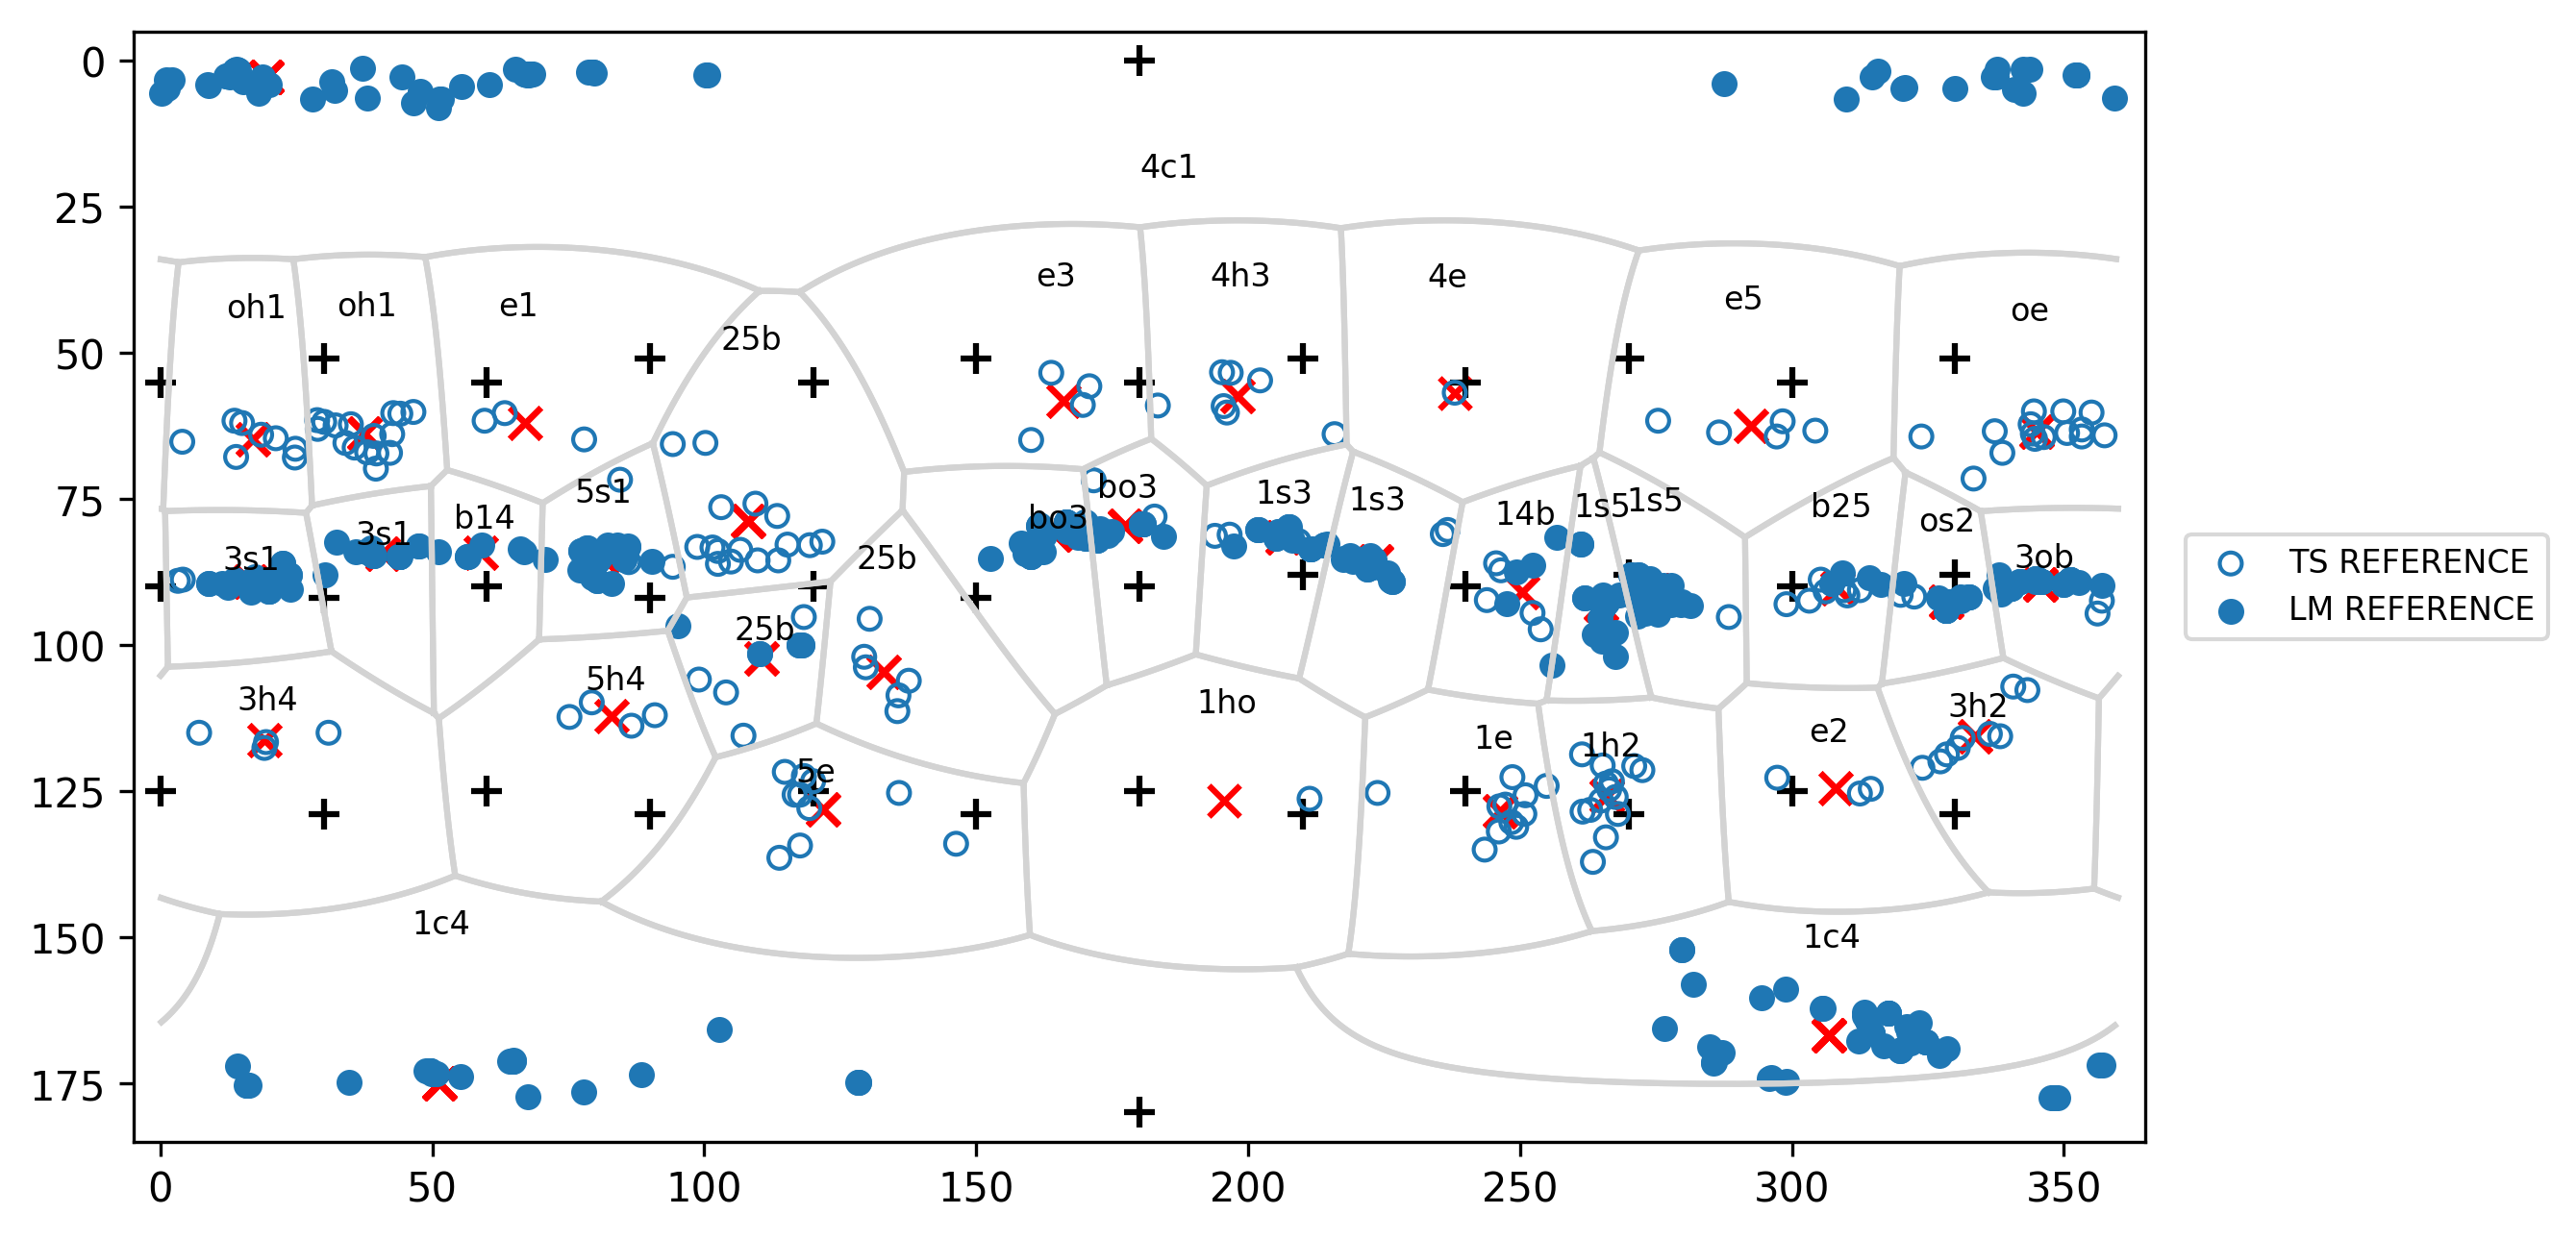 0
25
50
75
100
125
150
175
4c1
e3 4h3 4e
oh1 oh1 e1 e5 oe
25b
5s1 bo3 1s3 1s3
b14 bo3 14b 1s5 1s5 b25 os2
3s1 3s1 25b 3ob
25b
3h4 5h4 1ho 3h2
5e 1e 1h2 e2
1c4 1c4
TS REFERENCE
LM REFERENCE
0 50 100 150 200 250 300 350